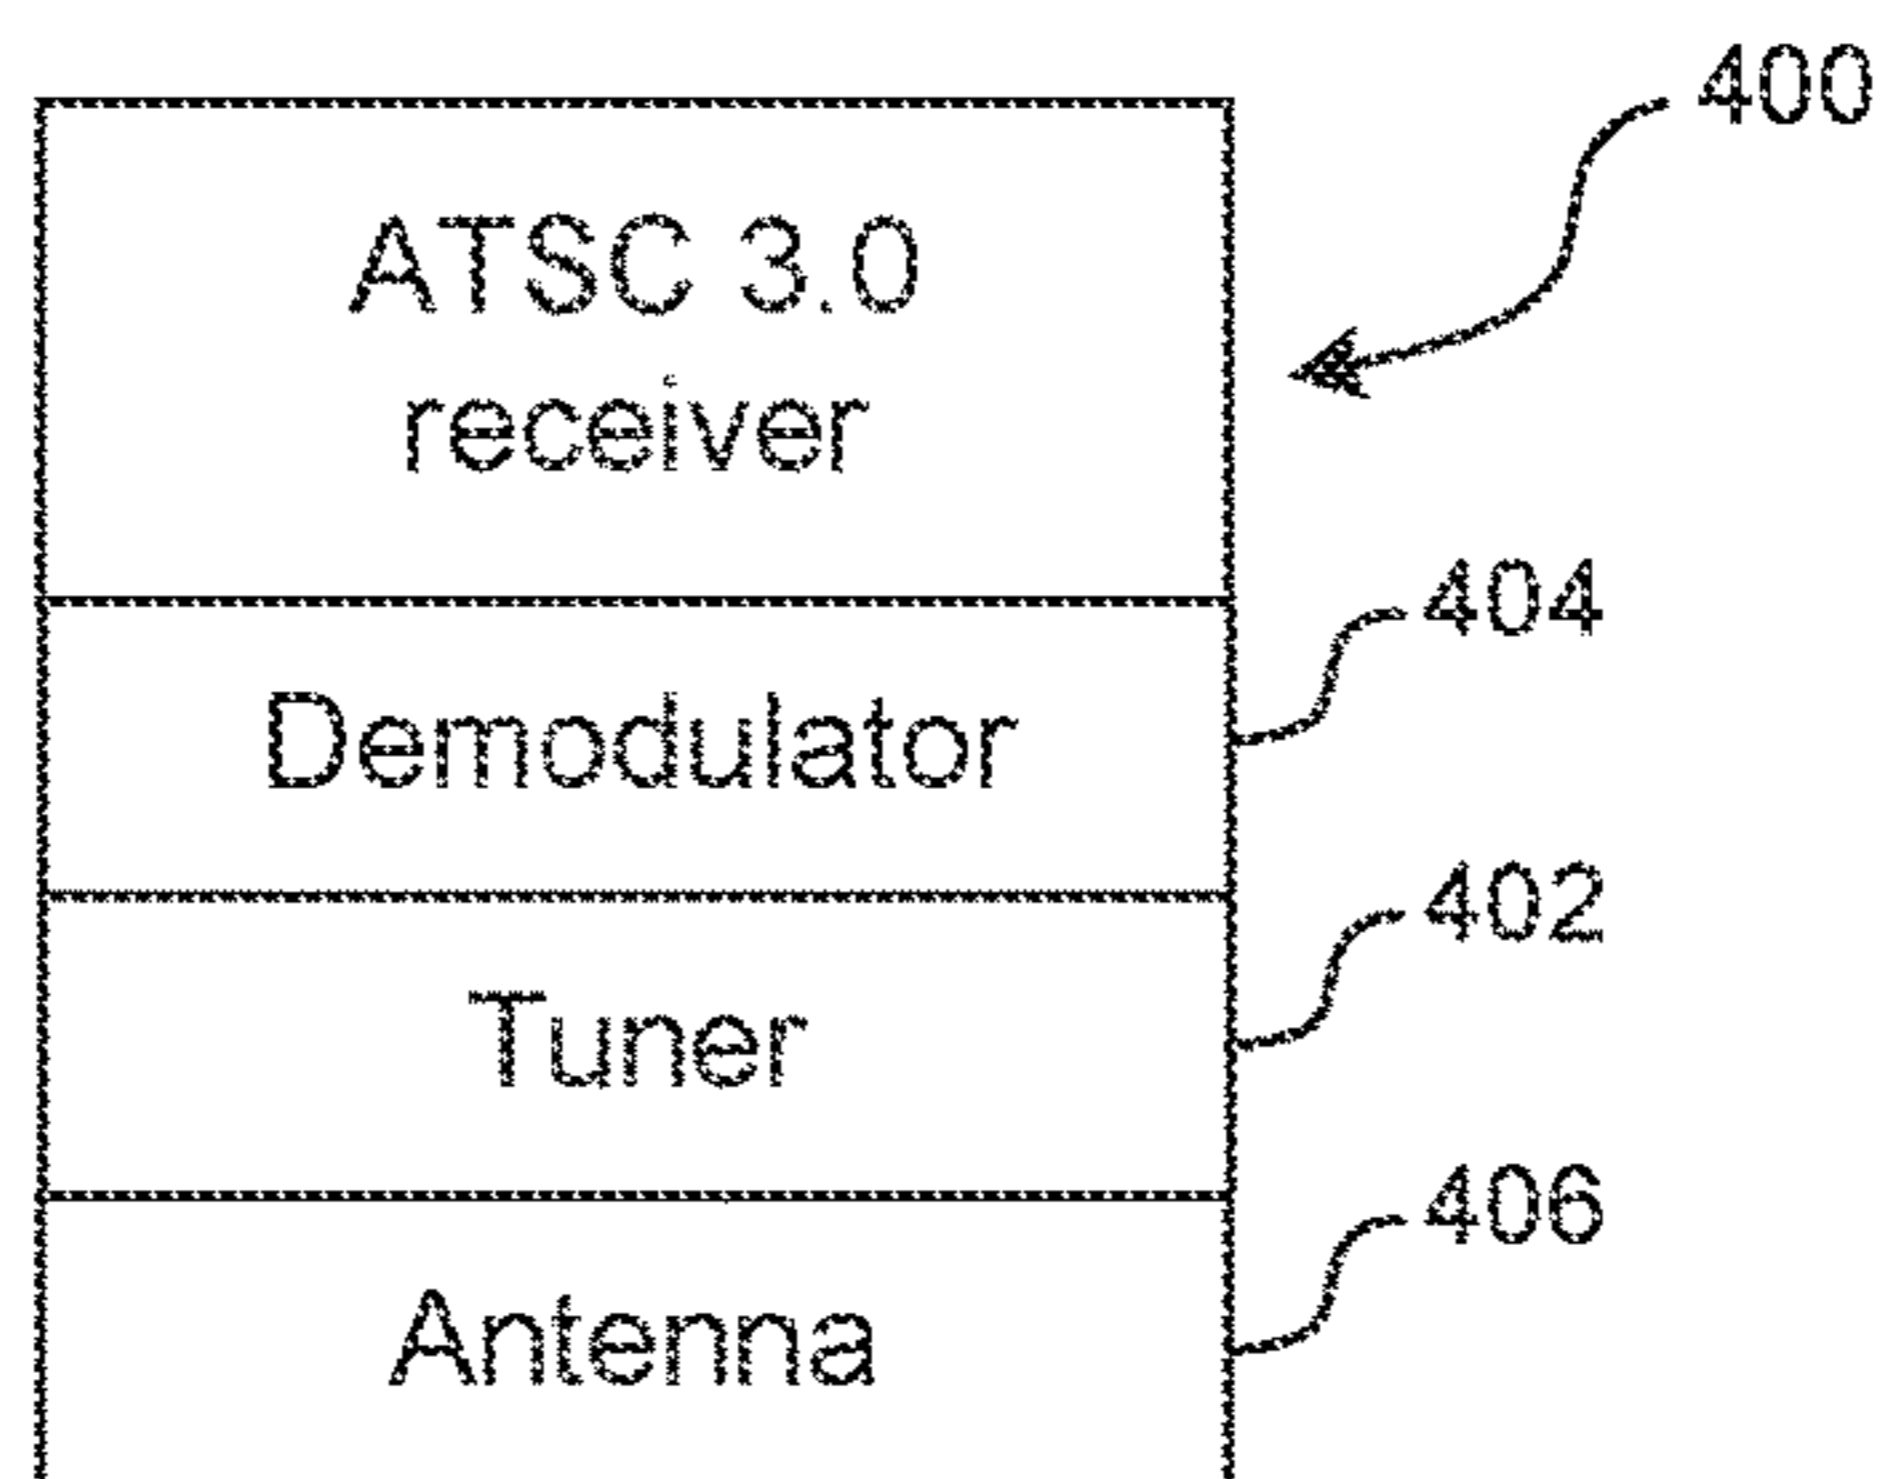 400
ATSC 3.0
receiver
404
Demodulator
402
Tuner
406
Antenna